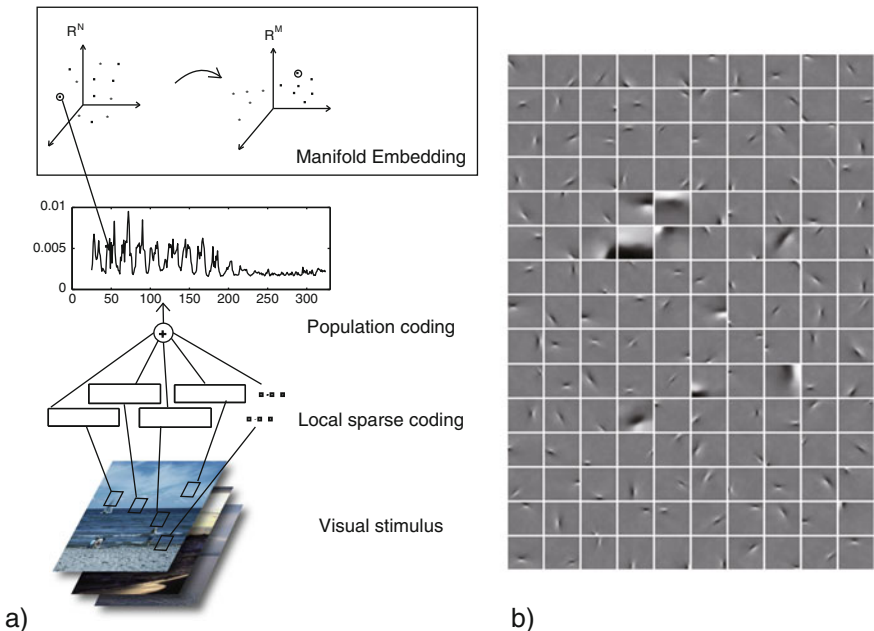 R^N R^M
Manifold Embedding
0.01
0.005
0
0 50 100 150 200 250 300
Population coding
+
Local sparse coding
Visual stimulus
a) b)